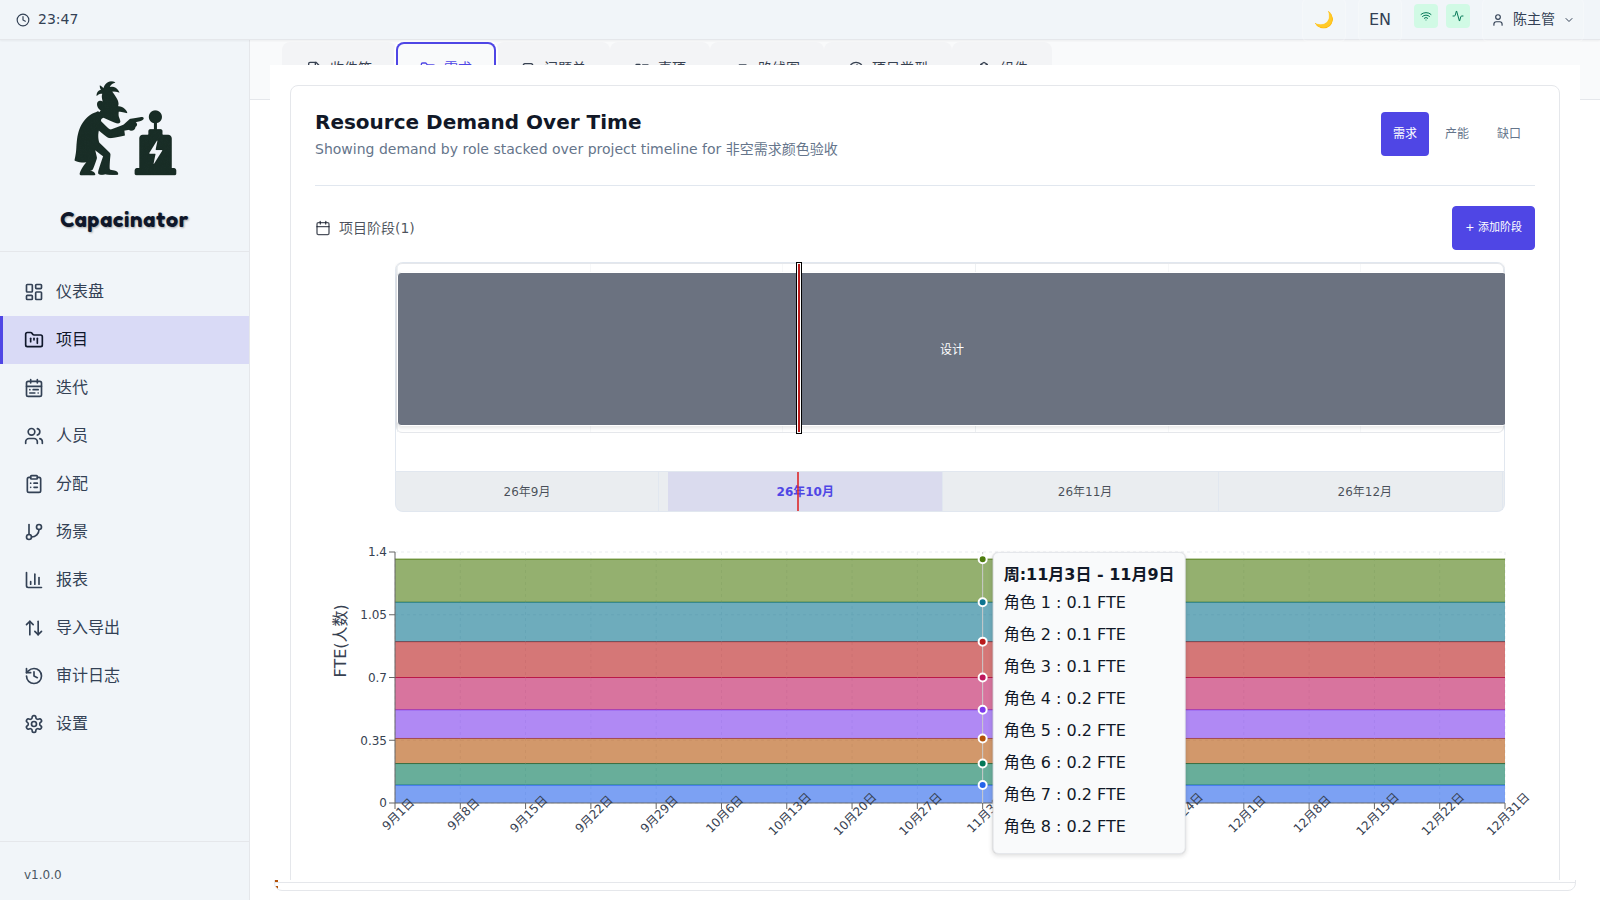 23:47
EN
陈主管
Capacinator
仪表盘
项目
迭代
人员
分配
场景
报表
导入导出
审计日志
设置
v1.0.0
Resource Demand Over Time
Showing demand by role stacked over project timeline for 非空需求颜色验收
需求
产能
缺口
项目阶段(1)
+ 添加阶段
设计
26年9月
26年10月
26年11月
26年12月
FTE(人数)
1.4
1.05
0.7
0.35
0
周:11月3日 - 11月9日
角色 1 : 0.1 FTE
角色 2 : 0.1 FTE
角色 3 : 0.1 FTE
角色 4 : 0.2 FTE
角色 5 : 0.2 FTE
角色 6 : 0.2 FTE
角色 7 : 0.2 FTE
角色 8 : 0.2 FTE
9月1日
9月8日
9月15日
9月22日
9月29日
10月6日
10月13日
10月20日
10月27日
12月1日
12月8日
12月15日
12月22日
12月31日